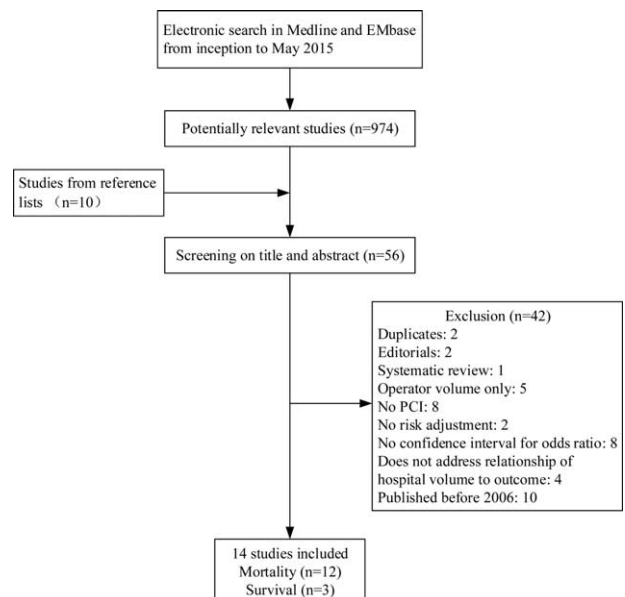 Electronic search in Medline and EMbase
from inception to May 2015
Potentially relevant studies (n=974)
Studies from reference
lists （n=10）
Screening on title and abstract (n=56)
Exclusion (n=42)
Duplicates: 2
Editorials: 2
Systematic review: 1
Operator volume only: 5
No PCI: 8
No risk adjustment: 2
No confidence interval for odds ratio: 8
Does not address relationship of
hospital volume to outcome: 4
Published before 2006: 10
14 studies included
Mortality (n=12)
Survival (n=3)